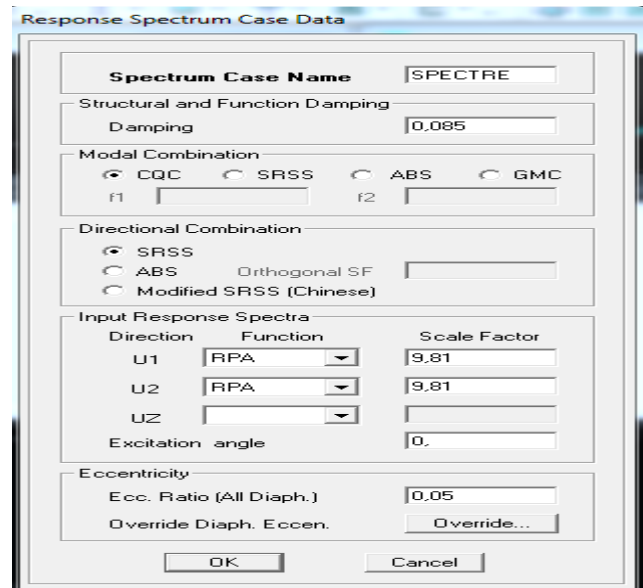 Response Spectrum Case Data
Spectrum Case Name SPECTRE
Structural and Function Damping
Damping 0,085
Modal Combination
CQC SRSS ABS GMC
f1 f2
Directional Combination
SRSS
ABS Orthogonal SF
Modified SRSS (Chinese)
Input Response Spectra
Direction Function Scale Factor
U1 RPA 9,81
U2 RPA 9,81
UZ
Excitation angle 0,
Eccentricity
Ecc. Ratio (All Diaph.) 0,05
Override Diaph. Eccen. Override...
OK Cancel